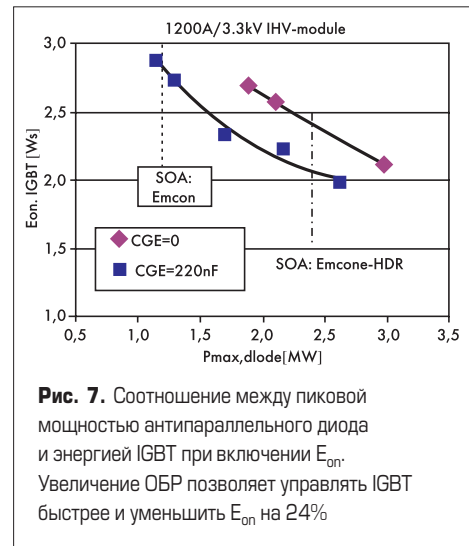 1200A/3.3kV IHV-module
Eon. IGBT [Ws]
3,0
2,5
2,0
1,5
1,0
SOA:
Emcon
CGE=0
CGE=220nF
SOA: Emcone-HDR
0,5 1,0 1,5 2,0 2,5 3,0 3,5
Pmax,dlode[MW]
Рис. 7. Соотношение между пиковой
мощностью антипараллельного диода
и энергией IGBT при включении Eon.
Увеличение ОБР позволяет управлять IGBT
быстрее и уменьшить Eon на 24%